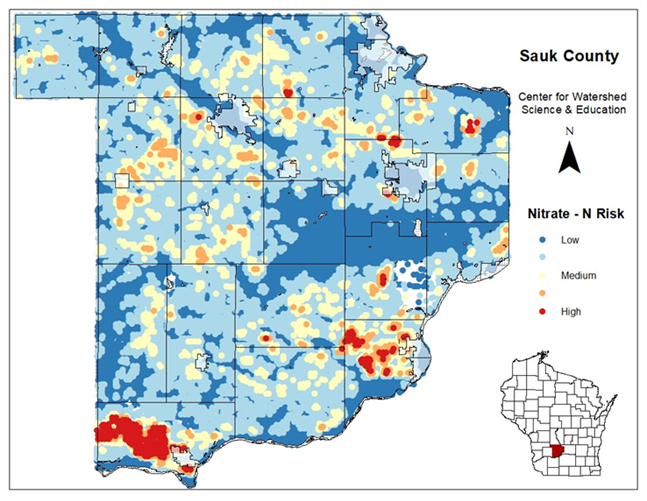 Sauk County
Center for Watershed
Science & Education
N
Nitrate - N Risk
Low
Medium
High